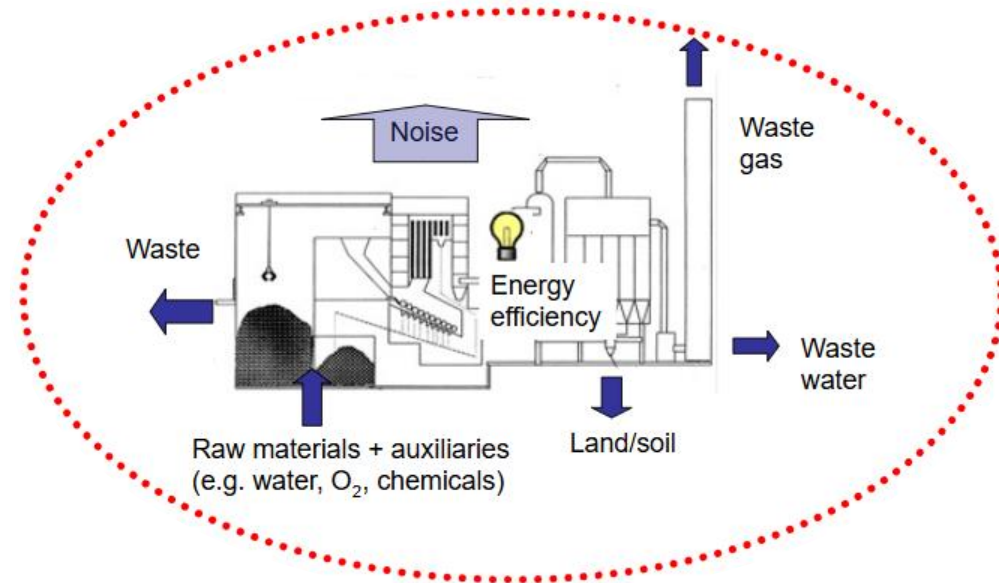 Noise
Waste
gas
Waste
Energy
efficiency
Waste
water
Raw materials + auxiliaries
(e.g. water, O₂, chemicals)
Land/soil